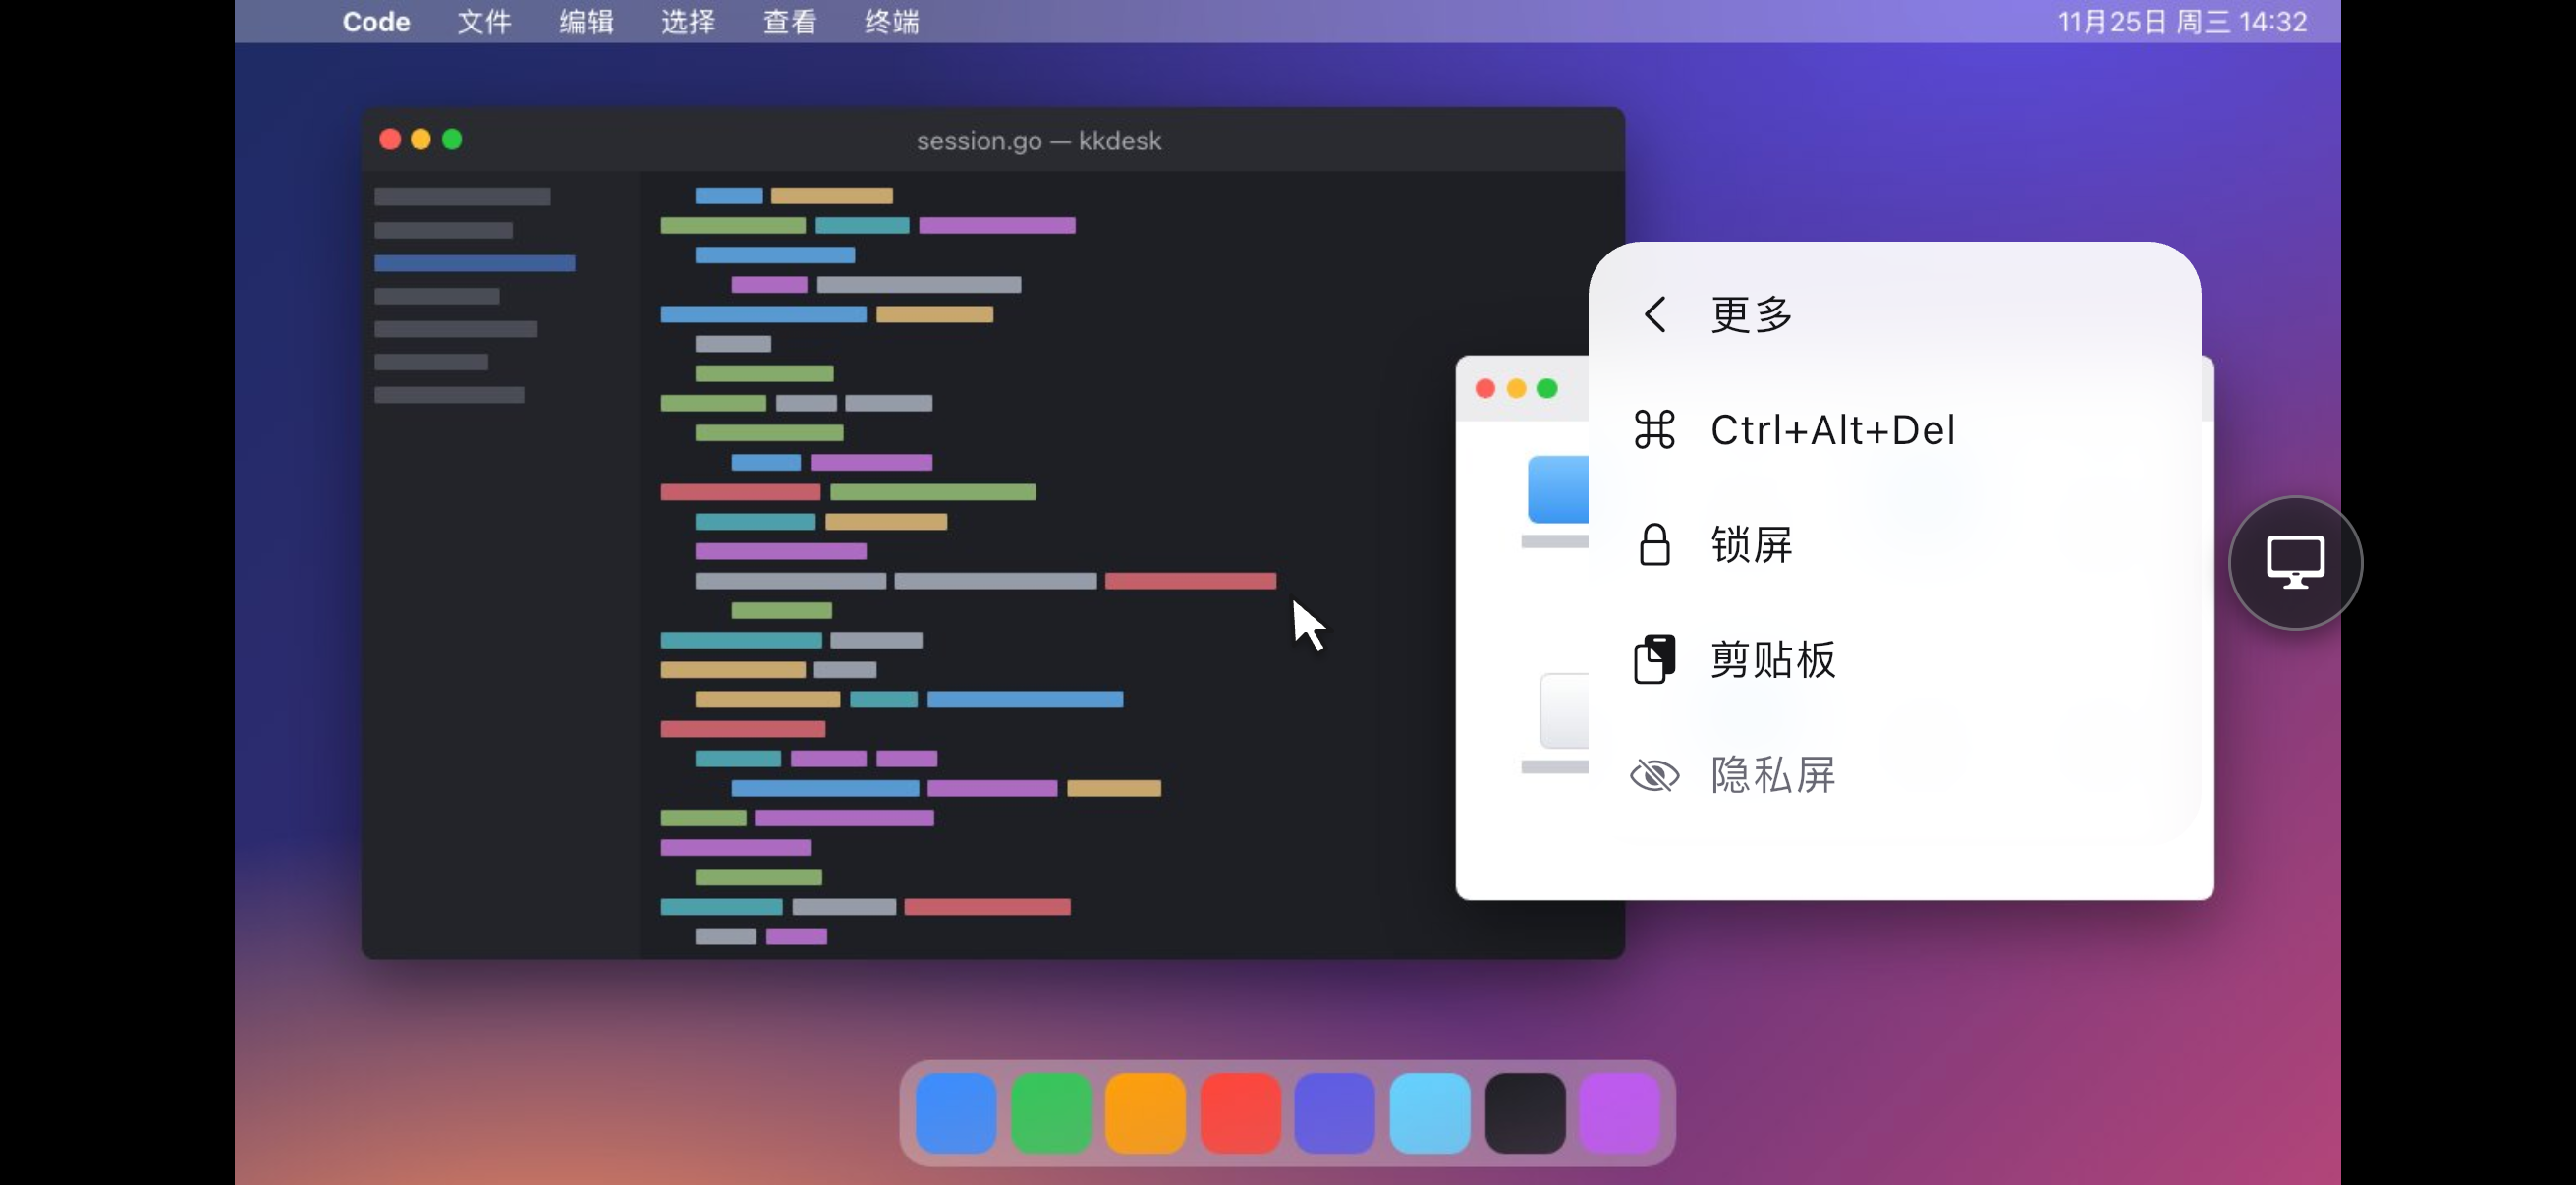 Code 文件 编辑 选择 查看 终端 11月25日 周三 14:32
session.go — kkdesk
更多
Ctrl+Alt+Del
锁屏
剪贴板
隐私屏